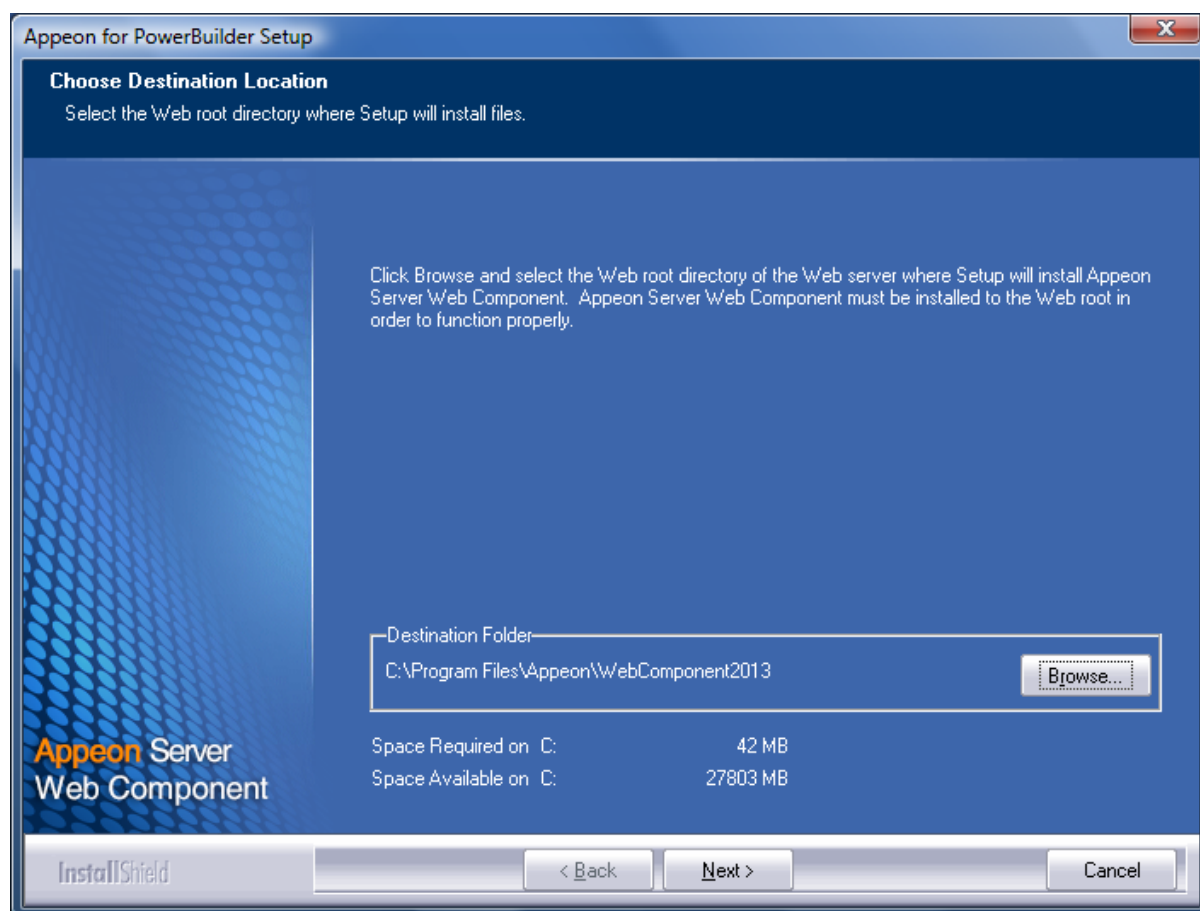 Appeon for PowerBuilder Setup
Choose Destination Location
Select the Web root directory where Setup will install files.
Click Browse and select the Web root directory of the Web server where Setup will install Appeon
Server Web Component. Appeon Server Web Component must be installed to the Web root in
order to function properly.
Destination Folder
C:\Program Files\Appeon\WebComponent2013
Browse...
Space Required on C: 42 MB
Space Available on C: 27803 MB
Appeon Server
Web Component
InstallShield
< Back
Next >
Cancel